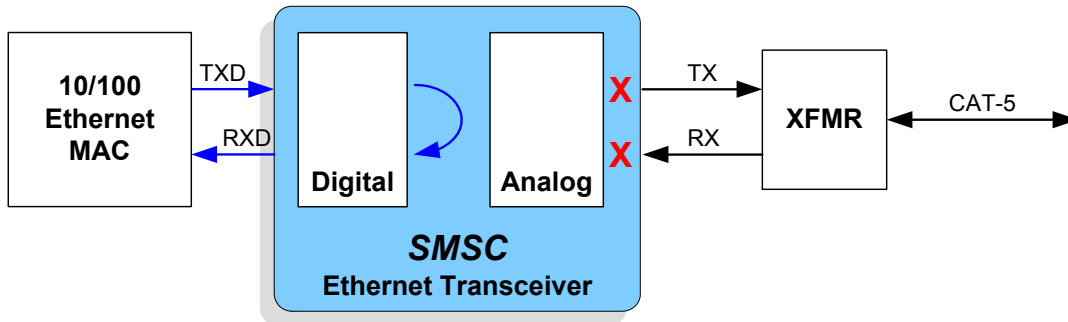 10/100
Ethernet
MAC
TXD
RXD
Digital
Analog
X
X
SMSC
Ethernet Transceiver
TX
RX
XFMR
CAT-5